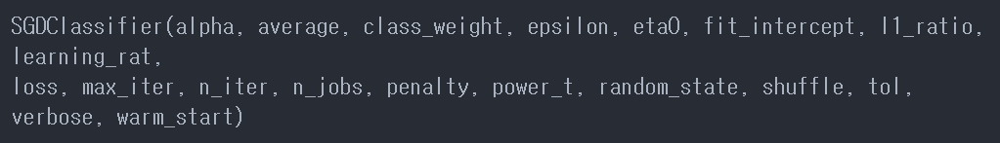 SGDClassifier(alpha, average, class_weight, epsilon, eta0, fit_intercept, l1_ratio,
learning_rat,
loss, max_iter, n_iter, n_jobs, penalty, power_t, random_state, shuffle, tol,
verbose, warm_start)